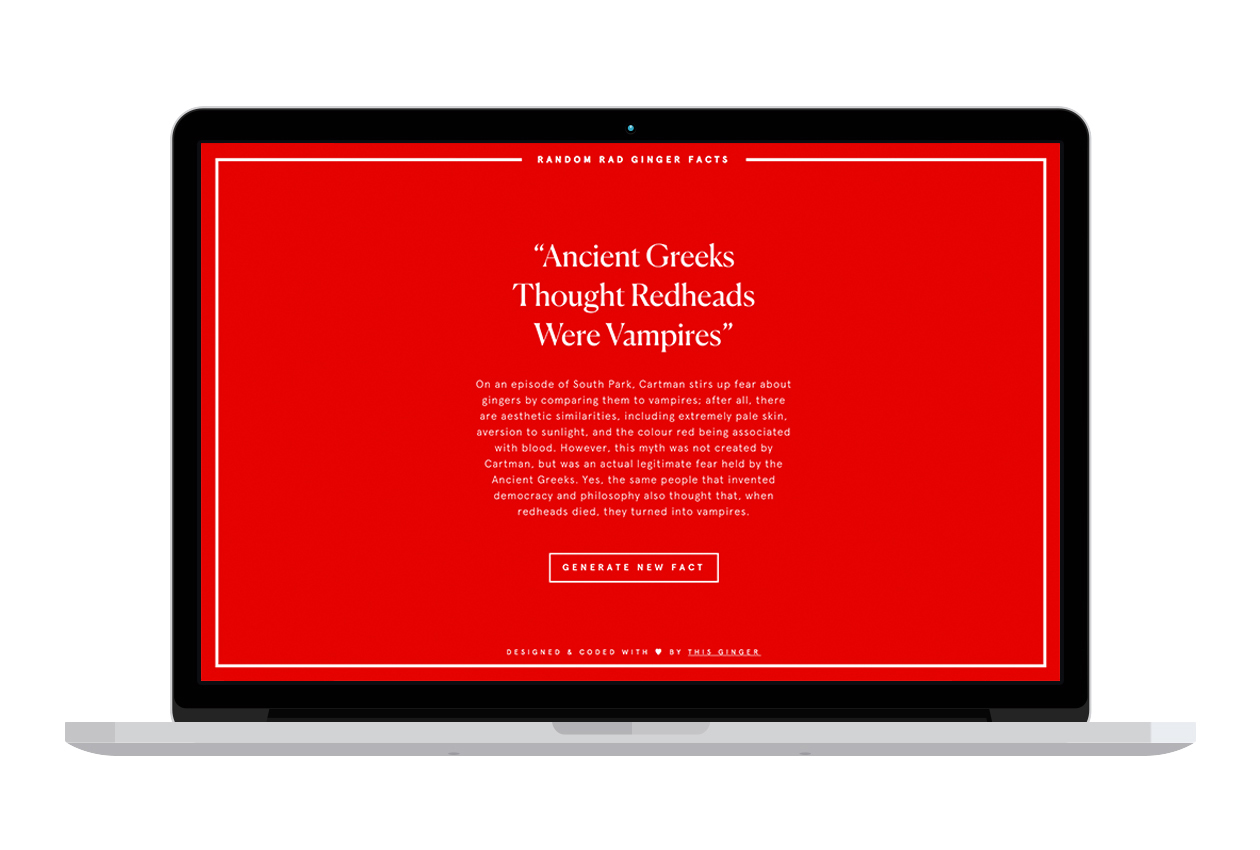 RANDOM RAD GINGER FACTS
“Ancient Greeks
Thought Redheads
Were Vampires”
On an episode of South Park, Cartman stirs up fear about
gingers by comparing them to vampires; after all, there
are aesthetic similarities, including extremely pale skin,
aversion to sunlight, and the colour red being associated
with blood. However, this myth was not created by
Cartman, but was an actual legitimate fear held by the
Ancient Greeks. Yes, the same people that invented
democracy and philosophy also thought that, when
redheads died, they turned into vampires.
GENERATE NEW FACT
DESIGNED & CODED WITH ♥ BY THIS GINGER